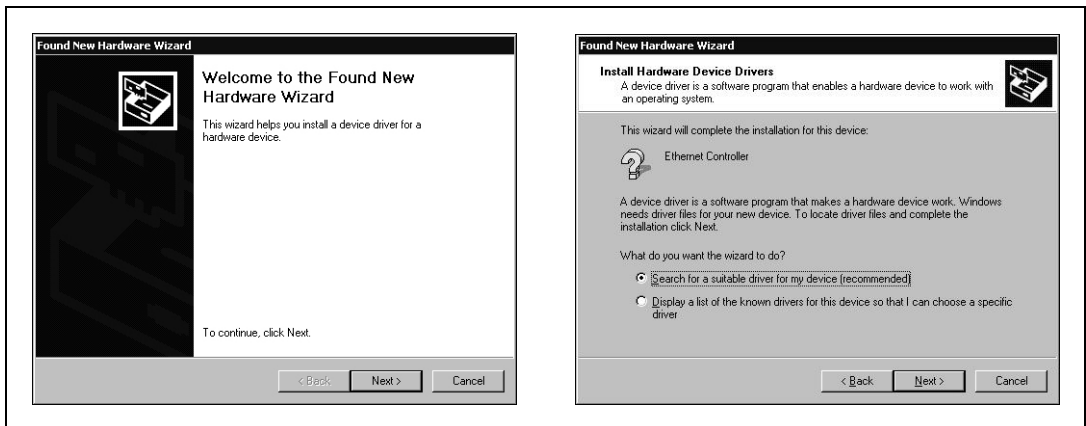 Found New Hardware Wizard
Welcome to the Found New
Hardware Wizard
This wizard helps you install a device driver for a
hardware device.
To continue, click Next.
< Back
Next >
Cancel
Found New Hardware Wizard
Install Hardware Device Drivers
A device driver is a software program that enables a hardware device to work with
an operating system.
This wizard will complete the installation for this device:
Ethernet Controller
A device driver is a software program that makes a hardware device work. Windows
needs driver files for your new device. To locate driver files and complete the
installation click Next.
What do you want the wizard to do?
Search for a suitable driver for my device (recommended)
Display a list of the known drivers for this device so that I can choose a specific
driver
< Back
Next >
Cancel